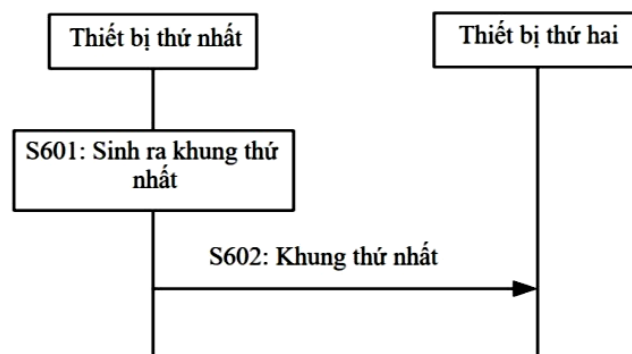 Thiết bị thứ nhất
Thiết bị thứ hai
S601: Sinh ra khung thứ
nhất
S602: Khung thứ nhất